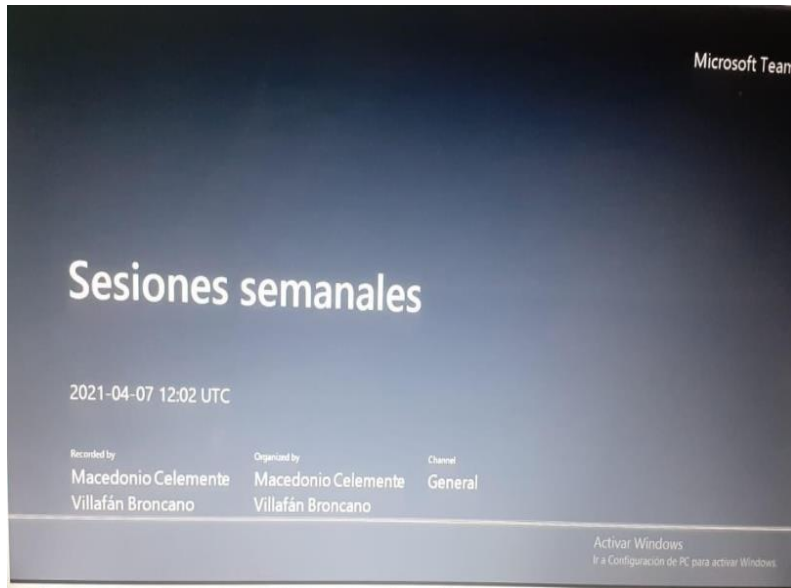 Microsoft Team
Sesiones semanales
2021-04-07 12:02 UTC
Recorded by
Macedonio Celemente
Villafán Broncano
Organized by
Macedonio Celemente
Villafán Broncano
Channel
General
Activar Windows
Ir a Configuración de PC para activar Windows.